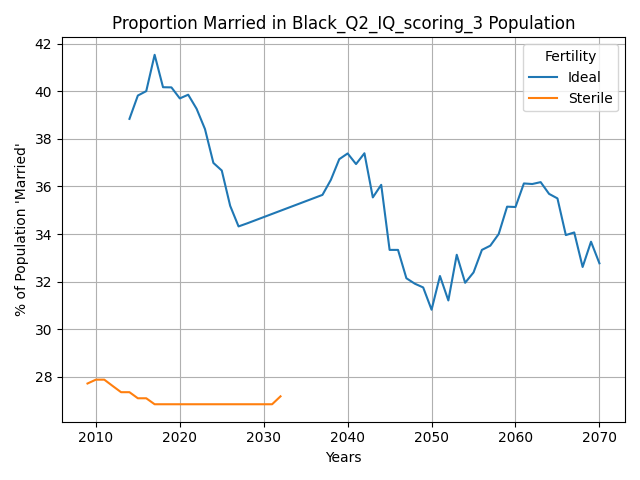 Proportion Married in Black_Q2_IQ_scoring_3 Population
% of Population 'Married'
42
40
38
36
34
32
30
28
Fertility
Ideal
Sterile
2010 2020 2030 2040 2050 2060 2070
Years